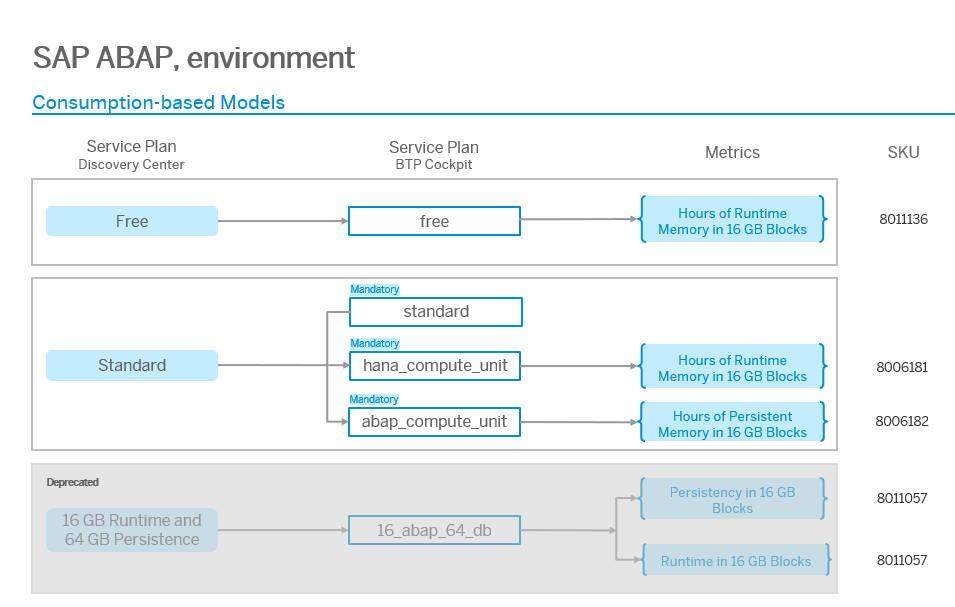 SAP ABAP, environment
Consumption-based Models
Service Plan
Discovery Center
Service Plan
BTP Cockpit
Metrics
SKU
Free
free
Hours of Runtime
Memory in 16 GB Blocks
8011136
Mandatory
standard
Standard
Mandatory
hana_compute_unit
Hours of Runtime
Memory in 16 GB Blocks
8006181
Mandatory
abap_compute_unit
Hours of Persistent
Memory in 16 GB Blocks
8006182
Deprecated
16 GB Runtime and
64 GB Persistence
16_abap_64_db
Persistency in 16 GB
Blocks
8011057
Runtime in 16 GB Blocks
8011057